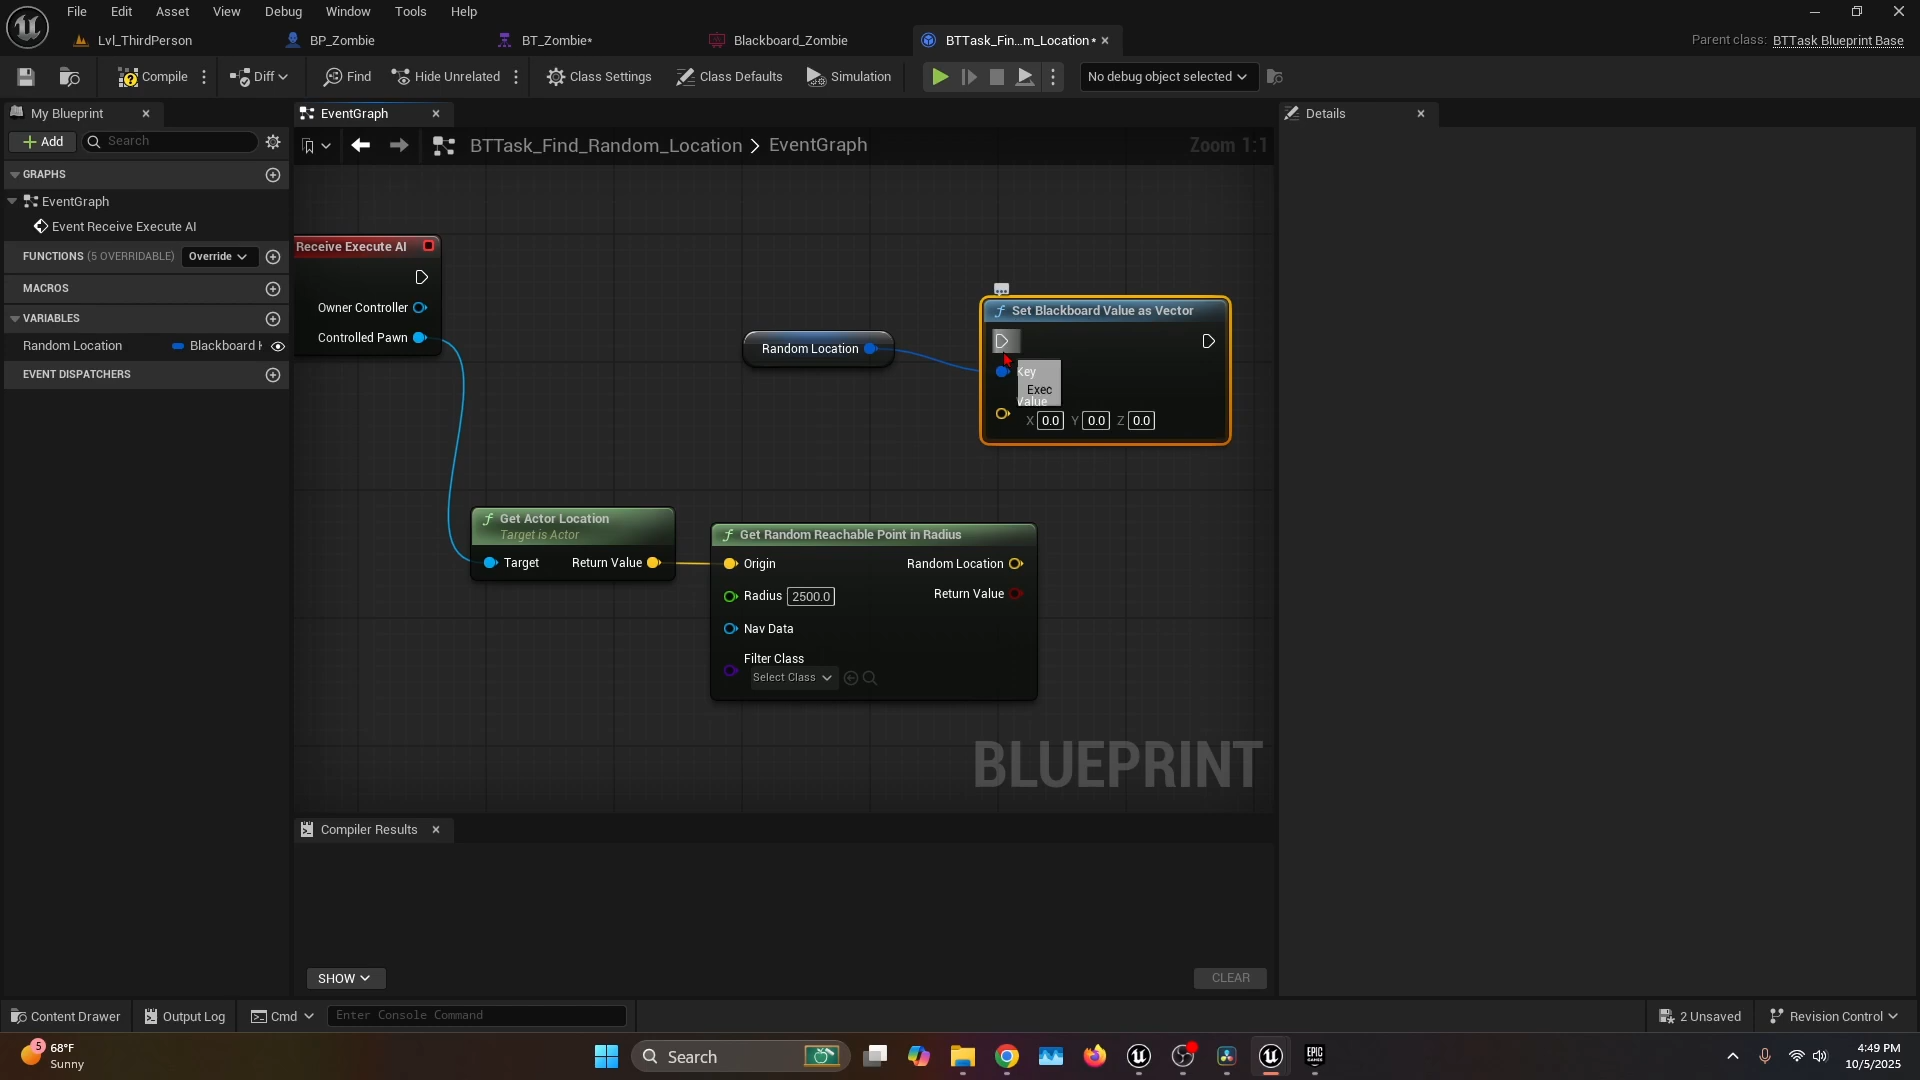 File Edit Asset View Debug Window Tools Help
Lvl_ThirdPerson BP_Zombie BT_Zombie* Blackboard_Zombie BTTask_Fin...m_Location* Parent class: BTTask Blueprint Base
Compile Diff Find Hide Unrelated Class Settings Class Defaults Simulation No debug object selected
My Blueprint EventGraph Details
Add Search BTTask_Find_Random_Location > EventGraph Zoom 1:1
GRAPHS
EventGraph
Event Receive Execute AI
FUNCTIONS (5 OVERRIDABLE) Override
MACROS
VARIABLES
Random Location Blackboard
EVENT DISPATCHERS
Receive Execute AI
Owner Controller
Controlled Pawn
Random Location
Set Blackboard Value as Vector
Key
Exec
Value
X 0.0 Y 0.0 Z 0.0
Get Actor Location
Target is Actor
Target Return Value
Get Random Reachable Point in Radius
Origin Random Location
Radius 2500.0 Return Value
Nav Data
Filter Class
Select Class
BLUEPRINT
Compiler Results
SHOW CLEAR
Content Drawer Output Log Cmd Enter Console Command 2 Unsaved Revision Control
5 68°F
Sunny
Search
EPIC
GAMES
4:49 PM
10/5/2025